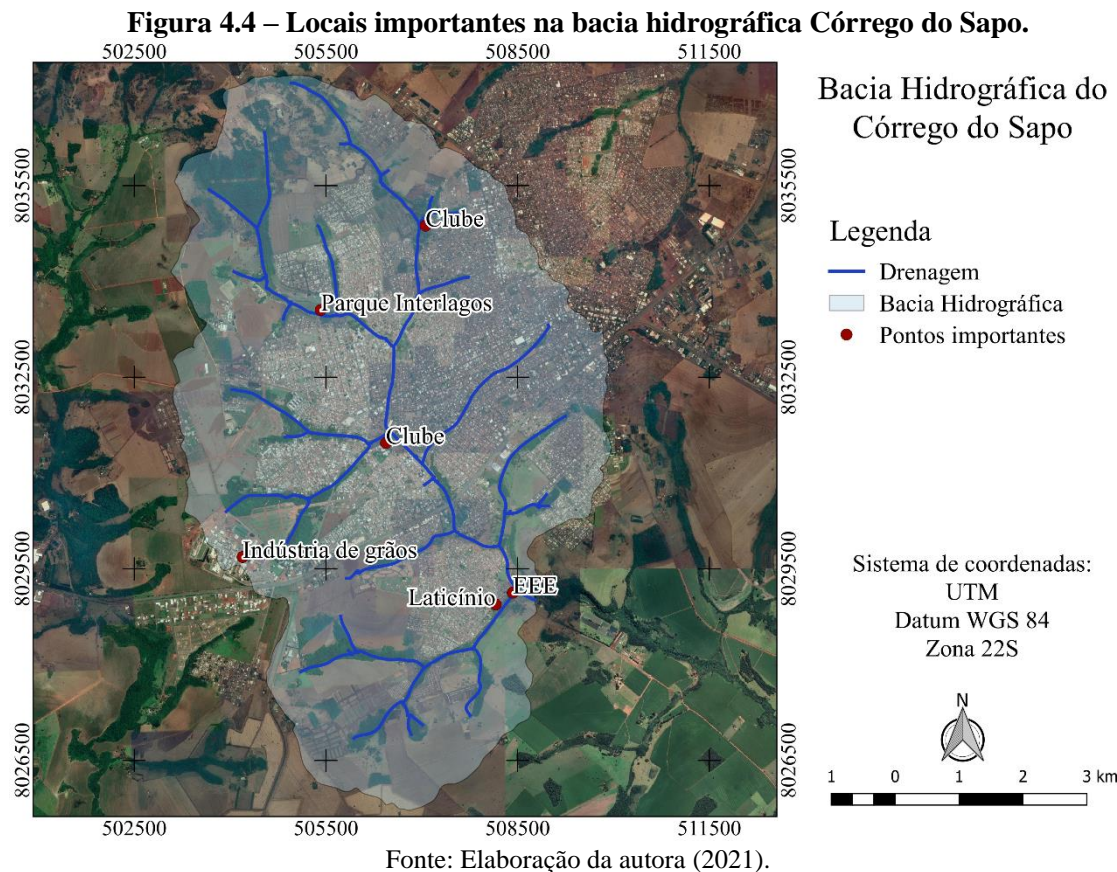 Figura 4.4 – Locais importantes na bacia hidrográfica Córrego do Sapo.
502500 505500 508500 511500
8035500 8035500
8032500 8032500
8029500 8029500
8026500 8026500
Clube
Parque Interlagos
Clube
Indústria de grãos
EEE
Laticínio
502500 505500 508500 511500
Bacia Hidrográfica do
Córrego do Sapo
Legenda
Drenagem
Bacia Hidrográfica
Pontos importantes
Sistema de coordenadas:
UTM
Datum WGS 84
Zona 22S
N
1 0 1 2 3 km
Fonte: Elaboração da autora (2021).